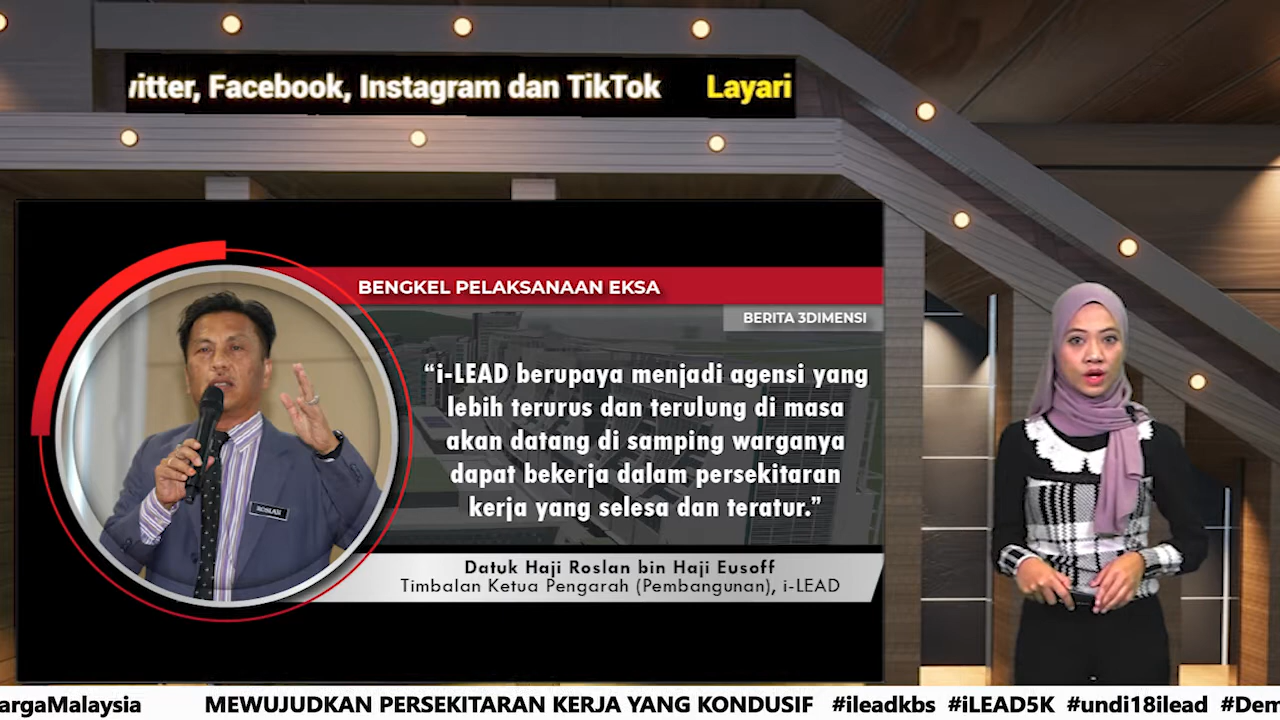 itter, Facebook, Instagram dan TikTok Layari
BENGKEL PELAKSANAAN EKSA
BERITA 3DIMENSI
“i-LEAD berupaya menjadi agensi yang
lebih terurus dan terulung di masa
akan datang di samping warganya
dapat bekerja dalam persekitaran
kerja yang selesa dan teratur.”
ROSLAN
Datuk Haji Roslan bin Haji Eusoff
Timbalan Ketua Pengarah (Pembangunan), i-LEAD
argaMalaysia MEWUJUDKAN PERSEKITARAN KERJA YANG KONDUSIF #ileadkbs #iLEAD5K #undi18ilead #Dem